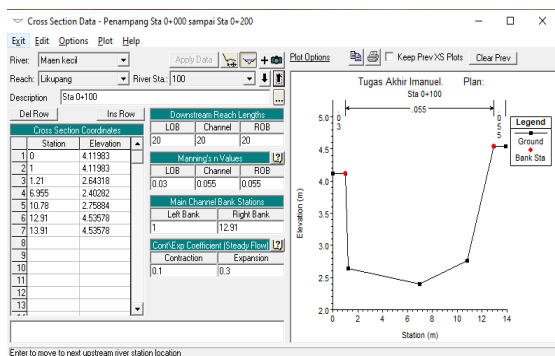 Cross Section Data - Penampang Sta 0+000 sampai Sta 0+200
Exit Edit Options Plot Help
River: Maen kecil
Apply Data
Plot Options
Keep Prev XS Plots
Clear Prev
Reach: Likupang
River Sta.: 100
Description
Sta 0+100
...
Del Row
Ins Row
Cross Section Coordinates
Station Elevation
1 0 4.11983
2 1 4.11983
3 1.21 2.64318
4 6.955 2.40282
5 10.78 2.75884
6 12.91 4.53578
7 13.91 4.53578
8
9
10
11
12
13
14
Downstream Reach Lengths
LOB Channel ROB
20 20 20
Manning's n Values
LOB Channel ROB
0.03 0.055 0.055
Main Channel Bank Stations
Left Bank Right Bank
1 12.91
Cont\Exp Coefficient (Steady Flow)
Contraction Expansion
0.1 0.3
Tugas Akhir Imanuel. Plan:
Sta 0+100
.03
.055
.055
Legend
Ground
Bank Sta
Elevation (m)
5.0
4.5
4.0
3.5
3.0
2.5
2.0
0 2 4 6 8 10 12 14
Station (m)
Enter to move to next upstream river station location